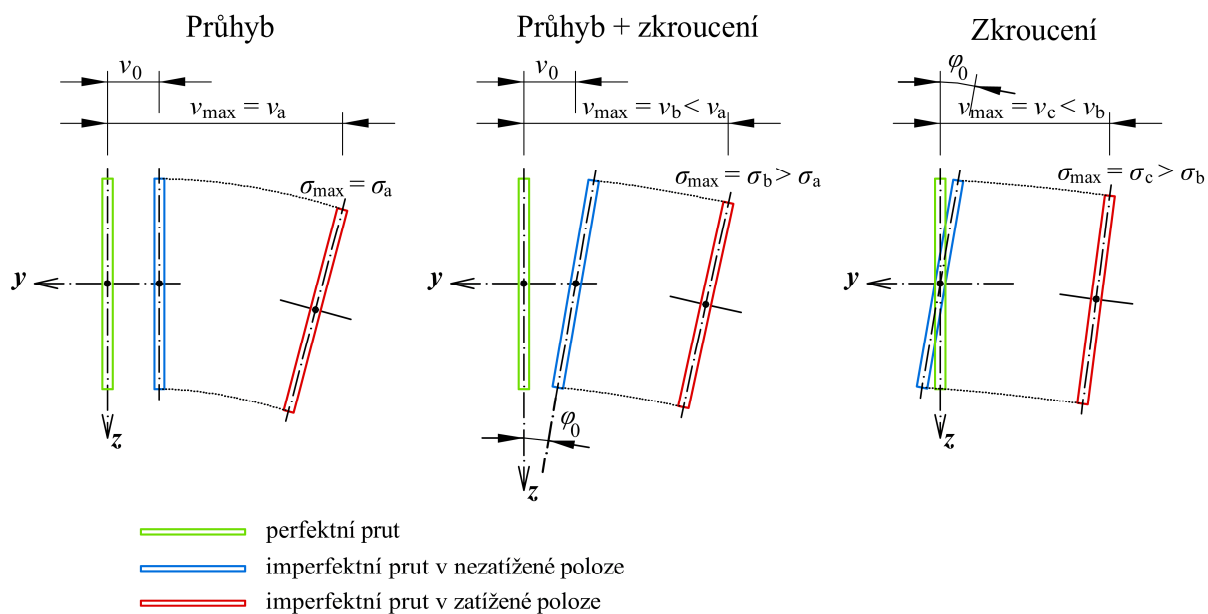 Průhyb
v0
vmax = va
σmax = σa
y
z
Průhyb + zkroucení
v0
vmax = vb < va
σmax = σb > σa
y
φ0
z
Zkroucení
φ0
vmax = vc < vb
σmax = σc > σb
y
z
perfektní prut
imperfektní prut v nezatížené poloze
imperfektní prut v zatížené poloze